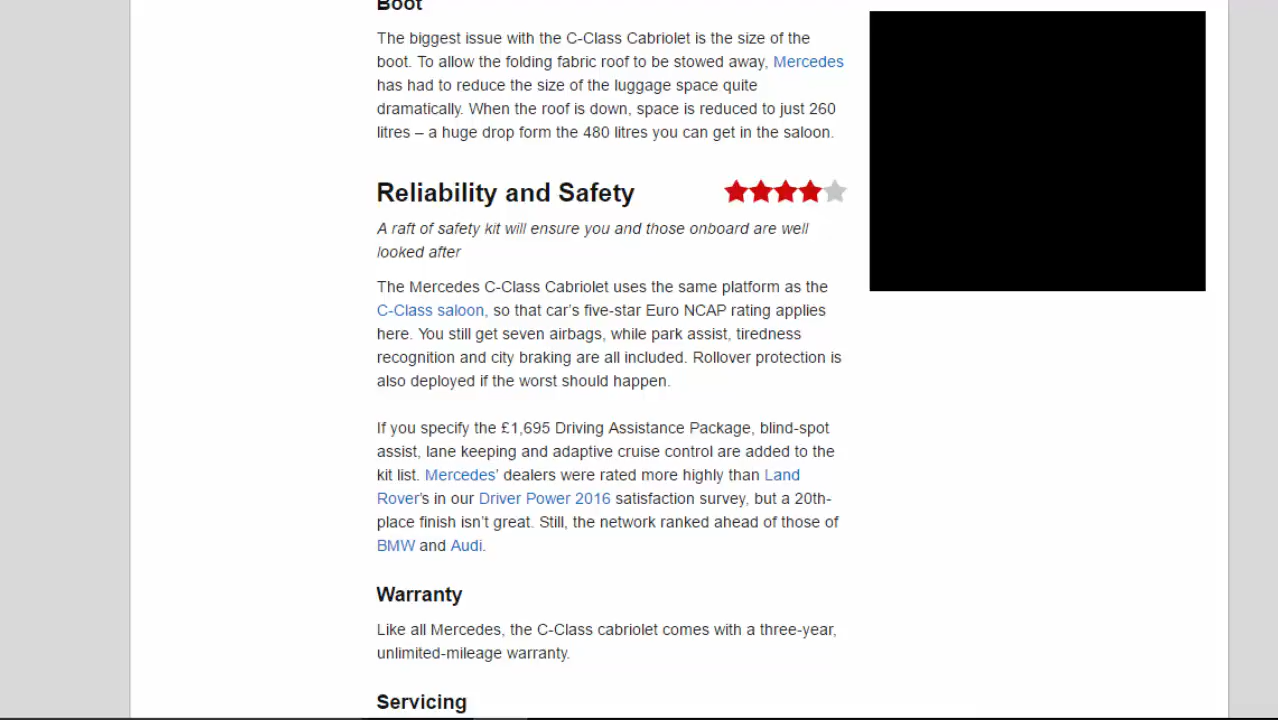 Boot
The biggest issue with the C-Class Cabriolet is the size of the
boot. To allow the folding fabric roof to be stowed away, Mercedes
has had to reduce the size of the luggage space quite
dramatically. When the roof is down, space is reduced to just 260
litres – a huge drop form the 480 litres you can get in the saloon.
Reliability and Safety
A raft of safety kit will ensure you and those onboard are well
looked after
The Mercedes C-Class Cabriolet uses the same platform as the
C-Class saloon, so that car’s five-star Euro NCAP rating applies
here. You still get seven airbags, while park assist, tiredness
recognition and city braking are all included. Rollover protection is
also deployed if the worst should happen.
If you specify the £1,695 Driving Assistance Package, blind-spot
assist, lane keeping and adaptive cruise control are added to the
kit list. Mercedes’ dealers were rated more highly than Land
Rover’s in our Driver Power 2016 satisfaction survey, but a 20th-
place finish isn’t great. Still, the network ranked ahead of those of
BMW and Audi.
Warranty
Like all Mercedes, the C-Class cabriolet comes with a three-year,
unlimited-mileage warranty.
Servicing